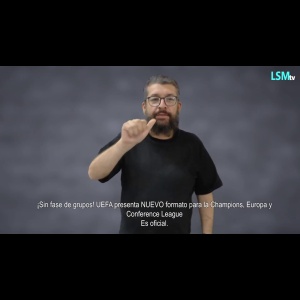 LSMtv
¡Sin fase de grupos! UEFA presenta NUEVO formato para la Champions, Europa y
Conference League
Es oficial.